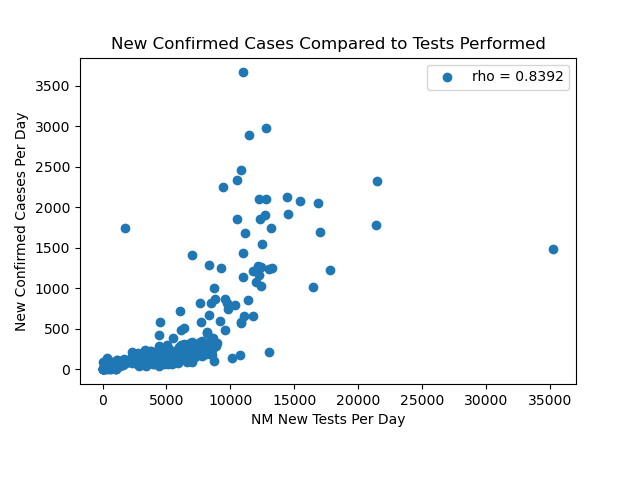 New Confirmed Cases Compared to Tests Performed
rho = 0.8392
New Confirmed Caeses Per Day
3500
3000
2500
2000
1500
1000
500
0
0 5000 10000 15000 20000 25000 30000 35000
NM New Tests Per Day